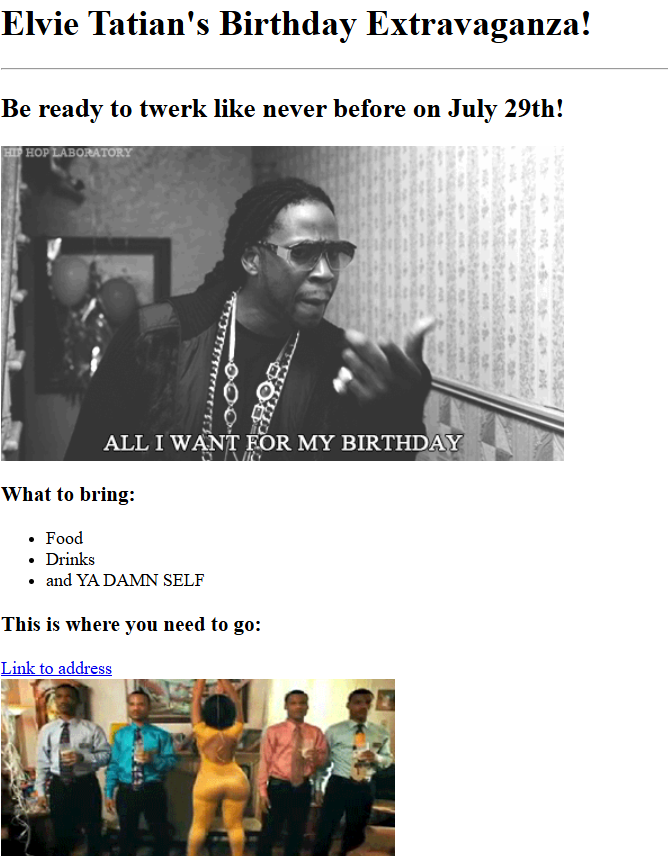 Elvie Tatian's Birthday Extravaganza!
Be ready to twerk like never before on July 29th!
HIP HOP LABORATORY
ALL I WANT FOR MY BIRTHDAY
What to bring:
Food
Drinks
and YA DAMN SELF
This is where you need to go:
Link to address